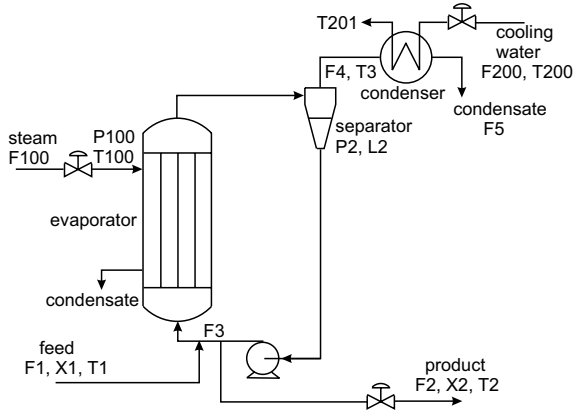 T201
cooling
water
F200, T200
F4, T3
condenser
condensate
F5
separator
P2, L2
steam
F100
P100
T100
evaporator
condensate
F3
feed
F1, X1, T1
product
F2, X2, T2